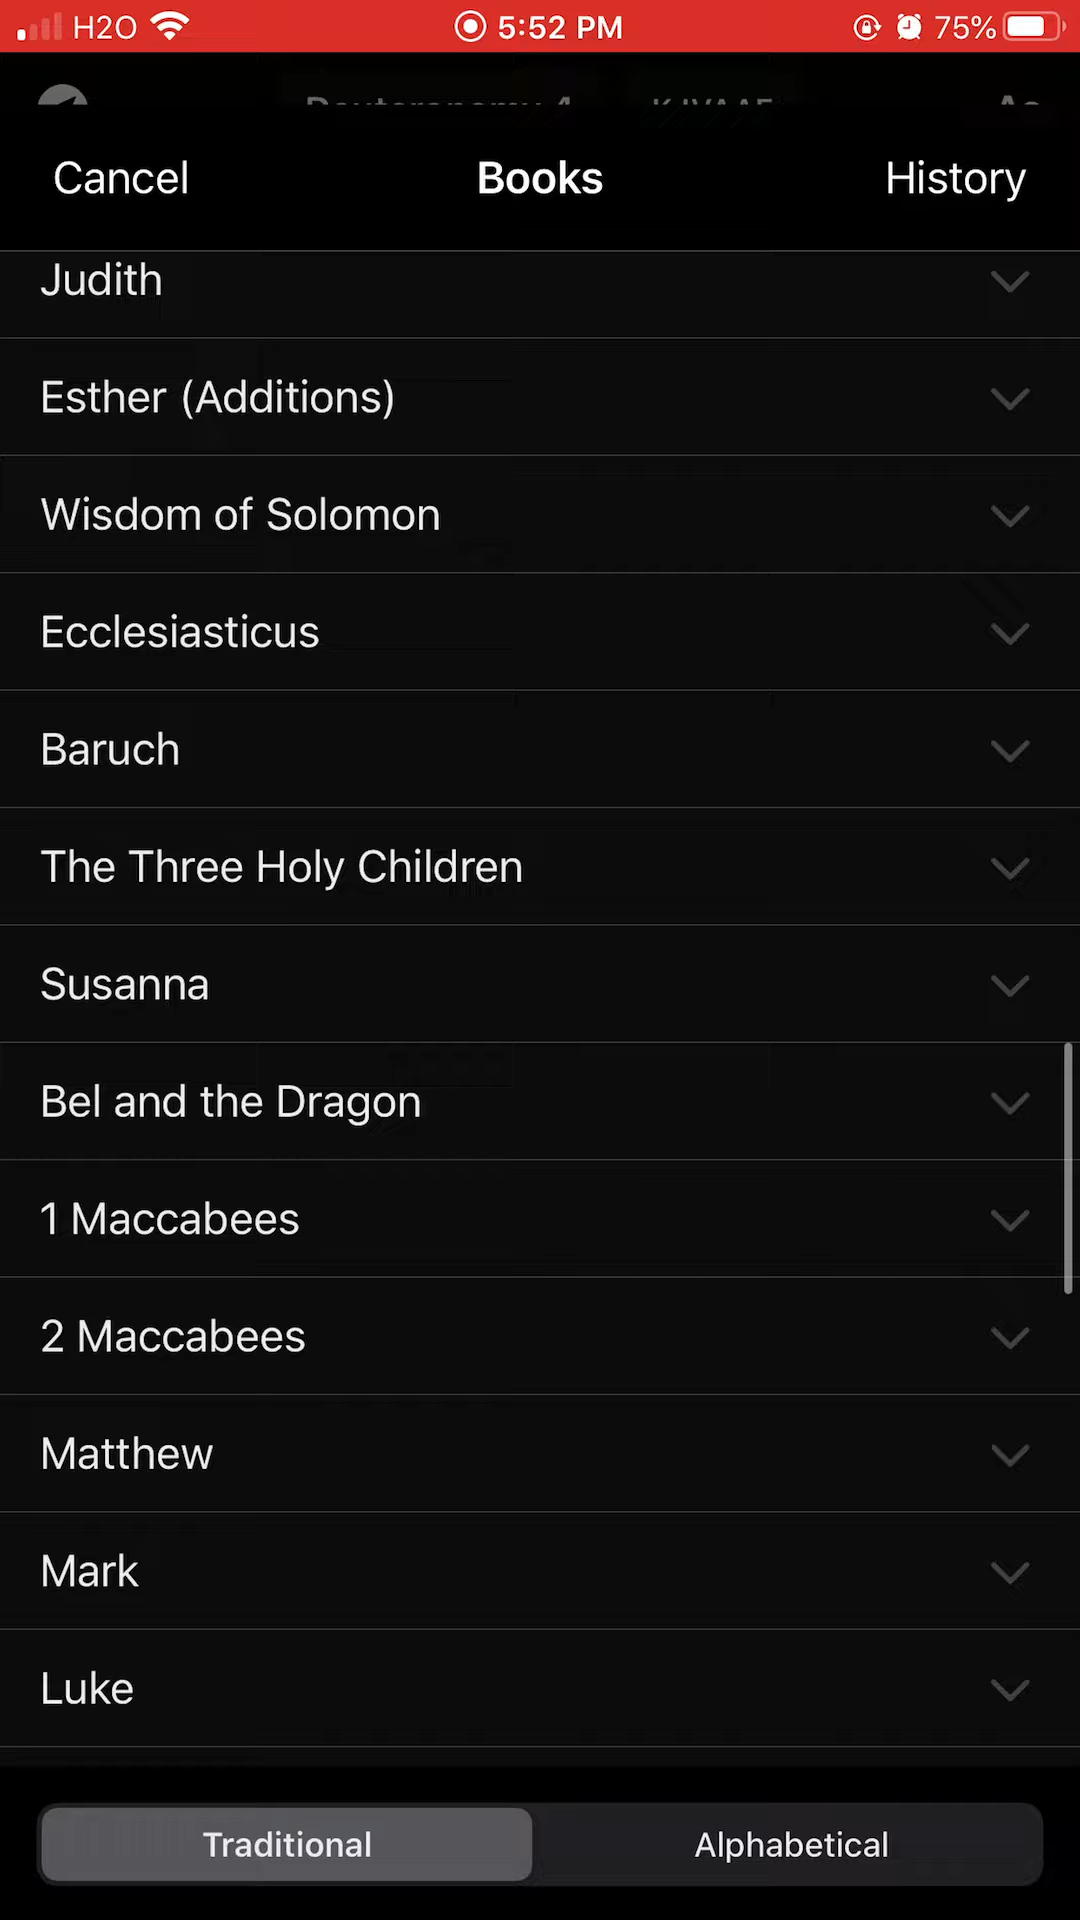 H2O 5:52 PM 75%
Cancel Books History
Judith
Esther (Additions)
Wisdom of Solomon
Ecclesiasticus
Baruch
The Three Holy Children
Susanna
Bel and the Dragon
1 Maccabees
2 Maccabees
Matthew
Mark
Luke
Traditional Alphabetical